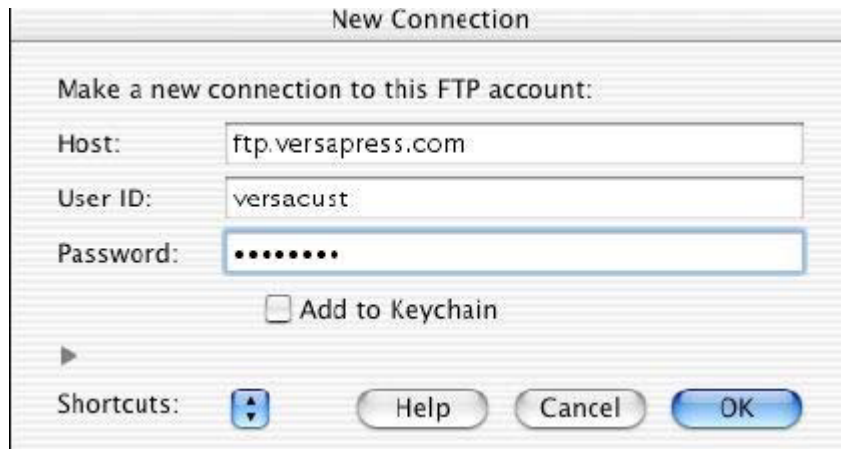 New Connection
Make a new connection to this FTP account:
Host: ftp.versapress.com
User ID: versacust
Password: ••••••••
Add to Keychain
Shortcuts: Help Cancel OK